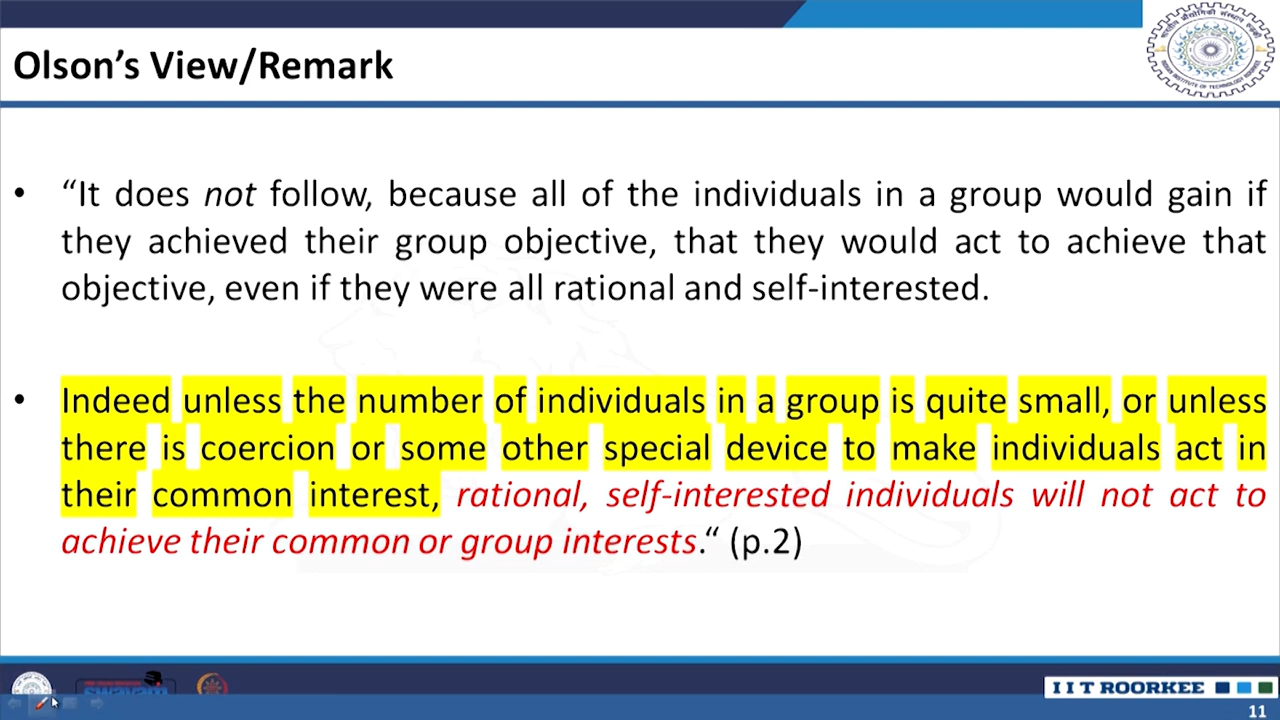 Olson's View/Remark
• “It does not follow, because all of the individuals in a group would gain if
they achieved their group objective, that they would act to achieve that
objective, even if they were all rational and self-interested.
• Indeed unless the number of individuals in a group is quite small, or unless
there is coercion or some other special device to make individuals act in
their common interest, rational, self-interested individuals will not act to
achieve their common or group interests.“ (p.2)
swayam
IIT ROORKEE
11